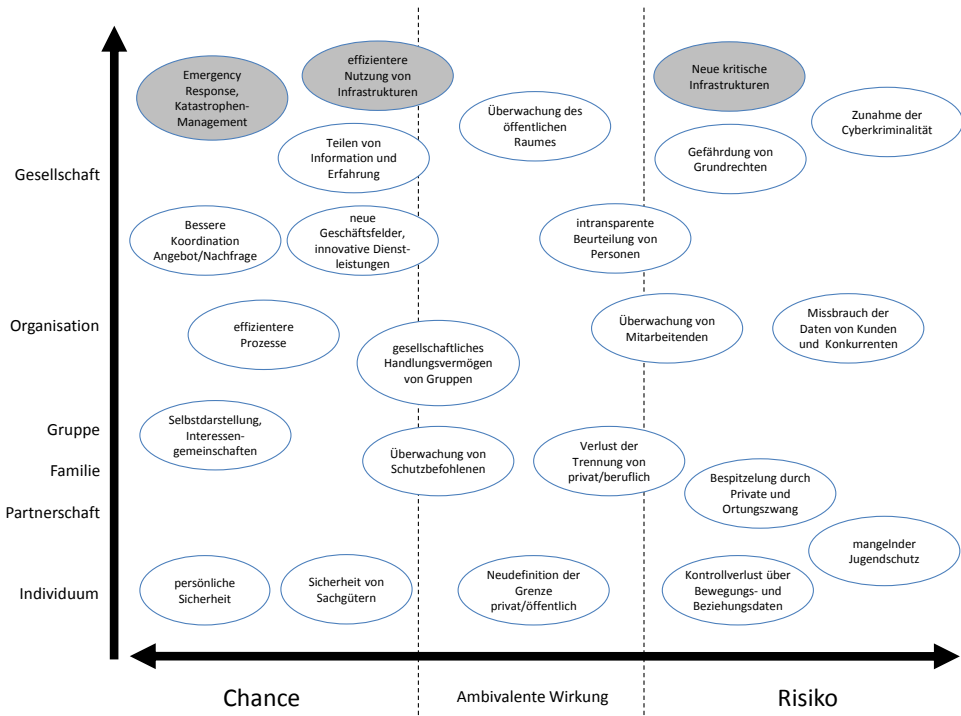 Emergency
Response,
Katastrophen-
Management
effizientere
Nutzung von
Infrastrukturen
Neue kritische
Infrastrukturen
Überwachung des
öffentlichen
Raumes
Zunahme der
Cyberkriminalität
Teilen von
Information und
Erfahrung
Gefährdung von
Grundrechten
Gesellschaft
Bessere
Koordination
Angebot/Nachfrage
neue
Geschäftsfelder,
innovative Dienst-
leistungen
intransparente
Beurteilung von
Personen
Organisation
effizientere
Prozesse
gesellschaftliches
Handlungsvermögen
von Gruppen
Überwachung von
Mitarbeitenden
Missbrauch der
Daten von Kunden
und Konkurrenten
Gruppe
Familie
Partnerschaft
Selbstdarstellung,
Interessen-
gemeinschaften
Überwachung von
Schutzbefohlenen
Verlust der
Trennung von
privat/beruflich
Bespitzelung durch
Private und
Ortungszwang
mangelnder
Jugendschutz
Individuum
persönliche
Sicherheit
Sicherheit von
Sachgütern
Neudefinition der
Grenze
privat/öffentlich
Kontrollverlust über
Bewegungs- und
Beziehungsdaten
Chance
Ambivalente Wirkung
Risiko